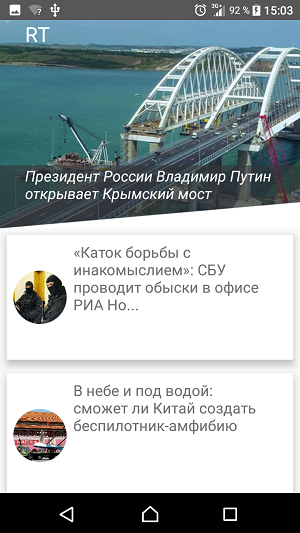 3G+ 92 % 15:03
RT
Президент России Владимир Путин
открывает Крымский мост
«Каток борьбы с
инакомыслием»: СБУ
проводит обыски в офисе
РИА Но...
В небе и под водой:
сможет ли Китай создать
беспилотник-амфибию